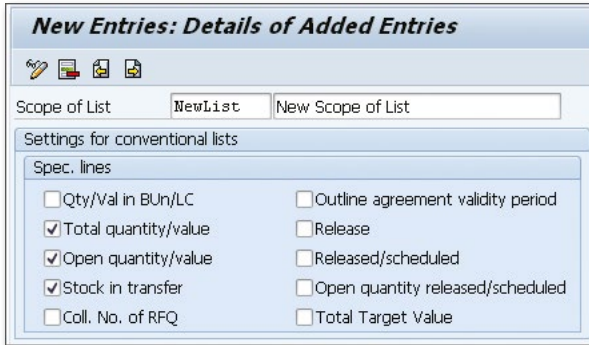 New Entries: Details of Added Entries
Scope of List NewList New Scope of List
Settings for conventional lists
Spec. lines
Qty/Val in BUn/LC Outline agreement validity period
Total quantity/value Release
Open quantity/value Released/scheduled
Stock in transfer Open quantity released/scheduled
Coll. No. of RFQ Total Target Value